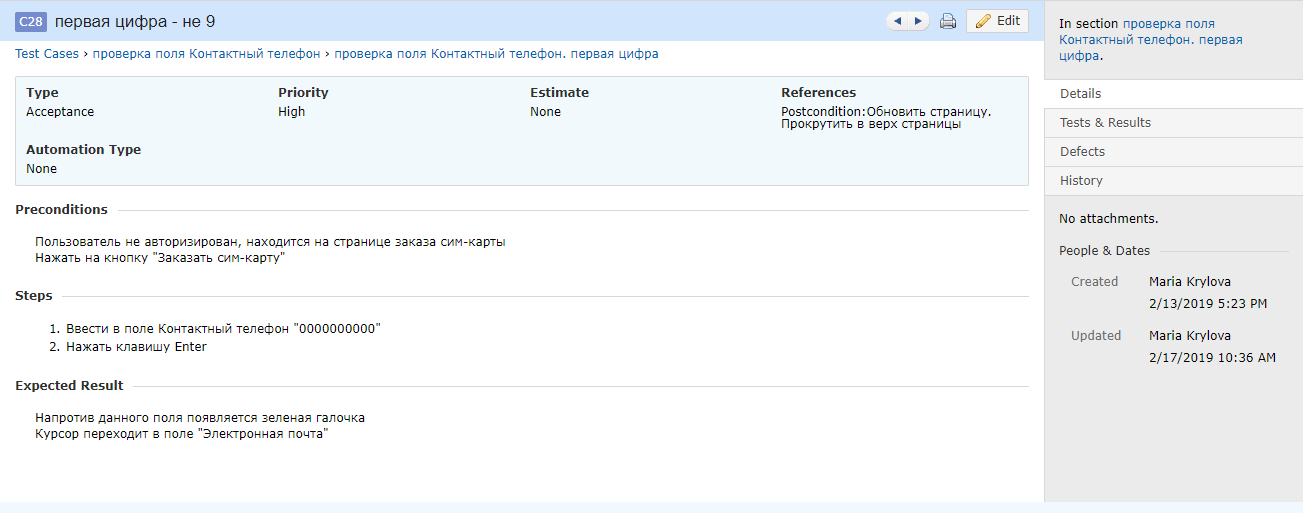 C28 первая цифра - не 9
Edit
Test Cases › проверка поля Контактный телефон › проверка поля Контактный телефон. первая цифра
Type
Acceptance
Priority
High
Estimate
None
References
Postcondition:Обновить страницу.
Прокрутить в верх страницы
Automation Type
None
Preconditions
Пользователь не авторизирован, находится на странице заказа сим-карты
Нажать на кнопку "Заказать сим-карту"
Steps
1. Ввести в поле Контактный телефон "0000000000"
2. Нажать клавишу Enter
Expected Result
Напротив данного поля появляется зеленая галочка
Курсор переходит в поле "Электронная почта"
In section проверка поля
Контактный телефон. первая
цифра.
Details
Tests & Results
Defects
History
No attachments.
People & Dates
Created Maria Krylova
2/13/2019 5:23 PM
Updated Maria Krylova
2/17/2019 10:36 AM